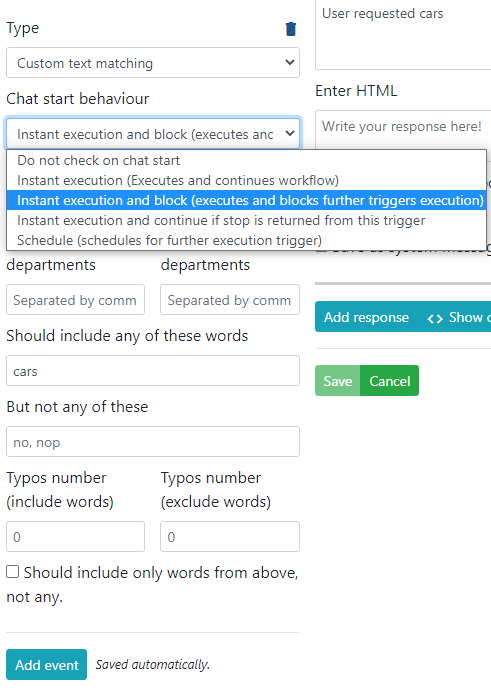 Type
Custom text matching
Chat start behaviour
Instant execution and block (executes anc
Do not check on chat start
Instant execution (Executes and continues workflow)
Instant execution and block (executes and blocks further triggers execution)
Instant execution and continue if stop is returned from this trigger
Schedule (schedules for further execution trigger)
departments
departments
Separated by comm
Separated by comm
Should include any of these words
cars
But not any of these
no, nop
Typos number
(include words)
Typos number
(exclude words)
0
0
Should include only words from above,
not any.
Add event
Saved automatically.
User requested cars
Enter HTML
Write your response here!
Add response
<> Show
Save
Cancel